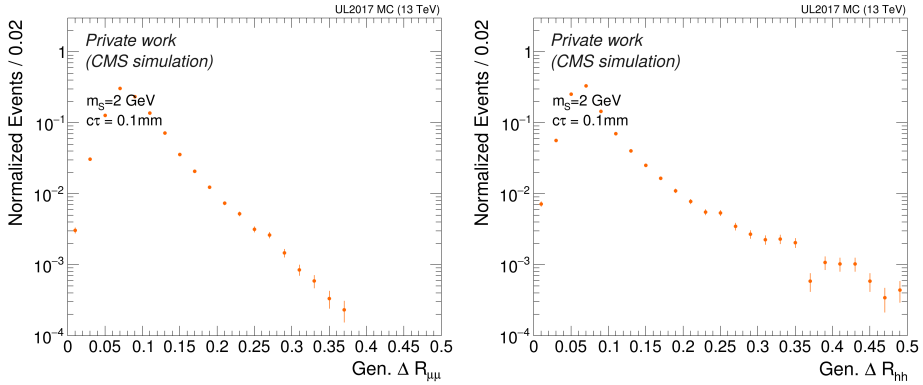 UL2017 MC (13 TeV)
Normalized Events / 0.02
Private work
(CMS simulation)
m_S=2 GeV
cτ = 0.1mm
1
10⁻¹
10⁻²
10⁻³
10⁻⁴
0 0.05 0.1 0.15 0.2 0.25 0.3 0.35 0.4 0.45 0.5
Gen. Δ R_μμ
UL2017 MC (13 TeV)
Normalized Events / 0.02
Private work
(CMS simulation)
m_S=2 GeV
cτ = 0.1mm
1
10⁻¹
10⁻²
10⁻³
10⁻⁴
0 0.05 0.1 0.15 0.2 0.25 0.3 0.35 0.4 0.45 0.5
Gen. Δ R_hh